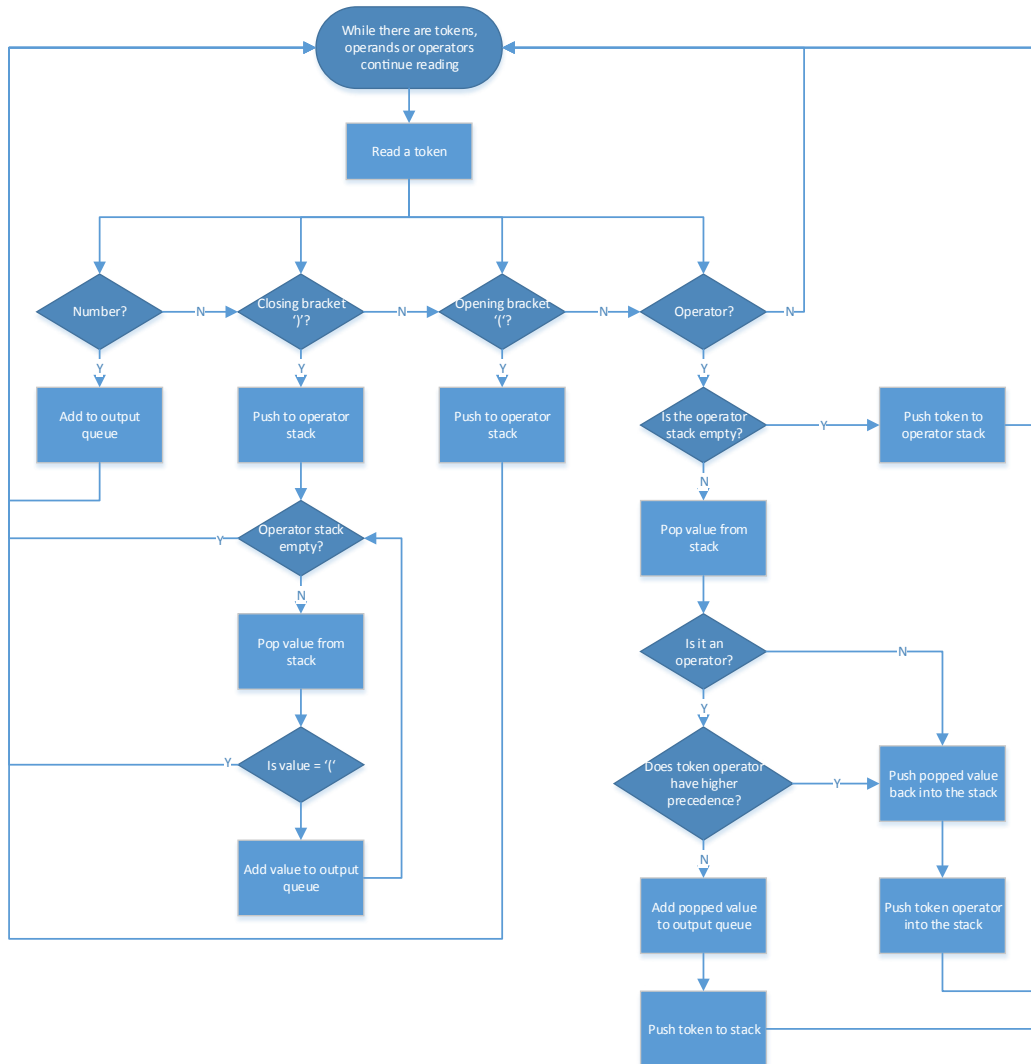 While there are tokens,
operands or operators
continue reading
Read a token
Number?
N
Closing bracket
')'?
N
Opening bracket
'('?
N
Operator?
N
Y
Y
Y
Y
Add to output
queue
Push to operator
stack
Push to operator
stack
Is the operator
stack empty?
Y
Push token to
operator stack
N
Operator stack
empty?
Y
Pop value from
stack
N
Pop value from
stack
Is it an
operator?
N
Y
Is value = '('
Y
Does token operator
have higher
precedence?
Y
Push popped value
back into the stack
N
Add value to output
queue
Add popped value
to output queue
Push token operator
into the stack
Push token to stack